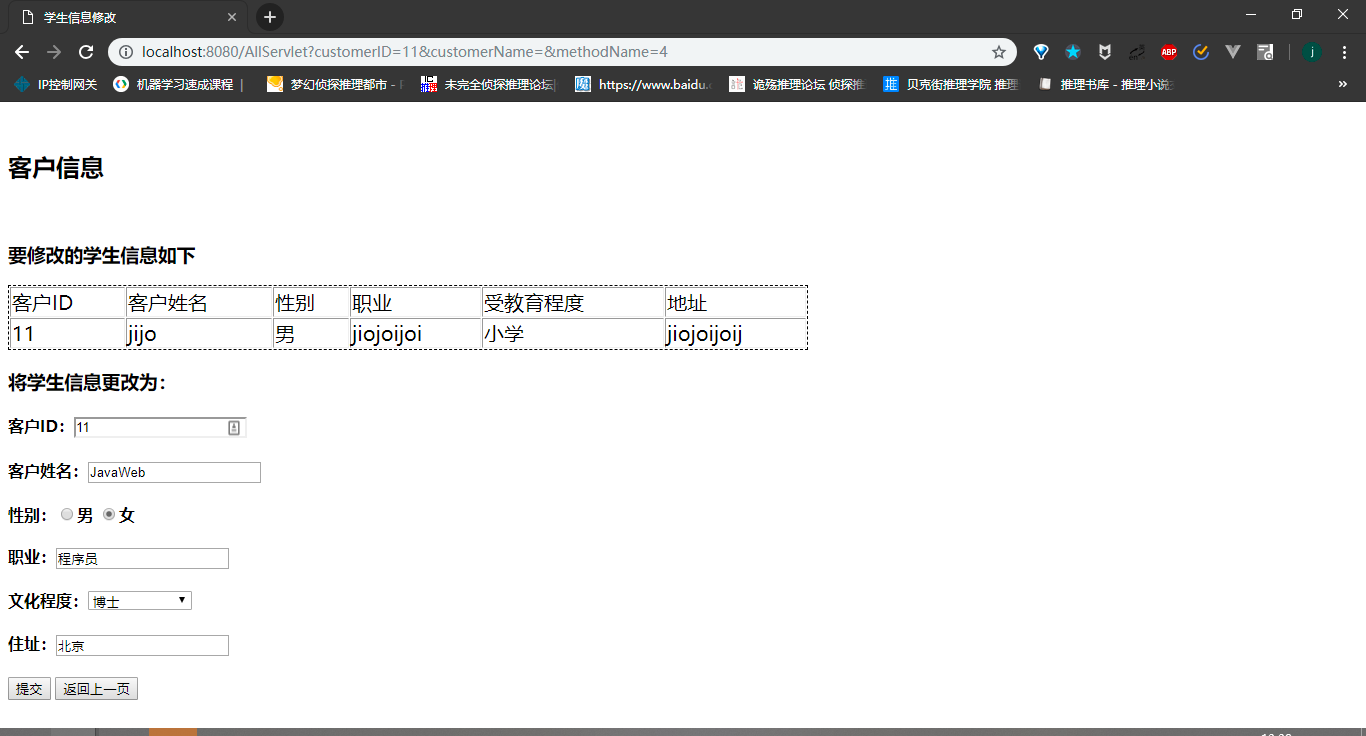 学生信息修改
localhost:8080/AllServlet?customerID=11&customerName=&methodName=4
ABP
j
IP控制网关 机器学习速成课程 | 梦幻侦探推理都市 - 未完全侦探推理论坛 https://www.baidu. 诡殇推理论坛 侦探推 推 贝克街推理学院 推理 推理书库 - 推理小说 »
客户信息
要修改的学生信息如下
客户ID 客户姓名 性别 职业 受教育程度 地址
11 jijo 男 jiojoijoi 小学 jiojoijoij
将学生信息更改为：
客户ID： 11
客户姓名： JavaWeb
性别： 男 女
职业： 程序员
文化程度： 博士
住址： 北京
提交 返回上一页